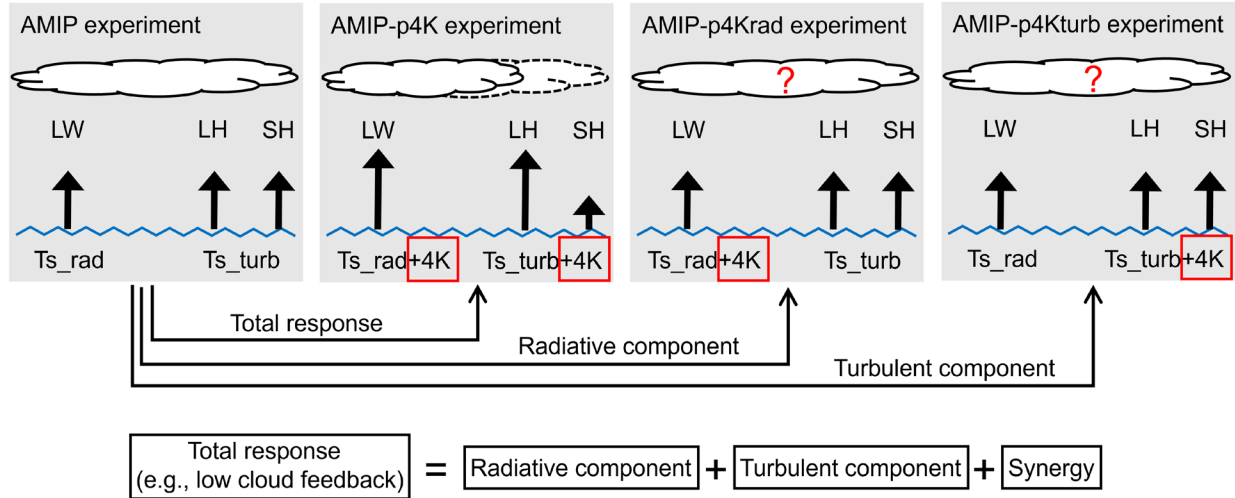 AMIP experiment
AMIP-p4K experiment
AMIP-p4Krad experiment
AMIP-p4Kturb experiment
?
?
LW LH SH
LW LH SH
LW LH SH
LW LH SH
Ts_rad Ts_turb
Ts_rad+4K Ts_turb+4K
Ts_rad+4K Ts_turb
Ts_rad Ts_turb+4K
Total response
Radiative component
Turbulent component
Total response
(e.g., low cloud feedback) = Radiative component + Turbulent component + Synergy